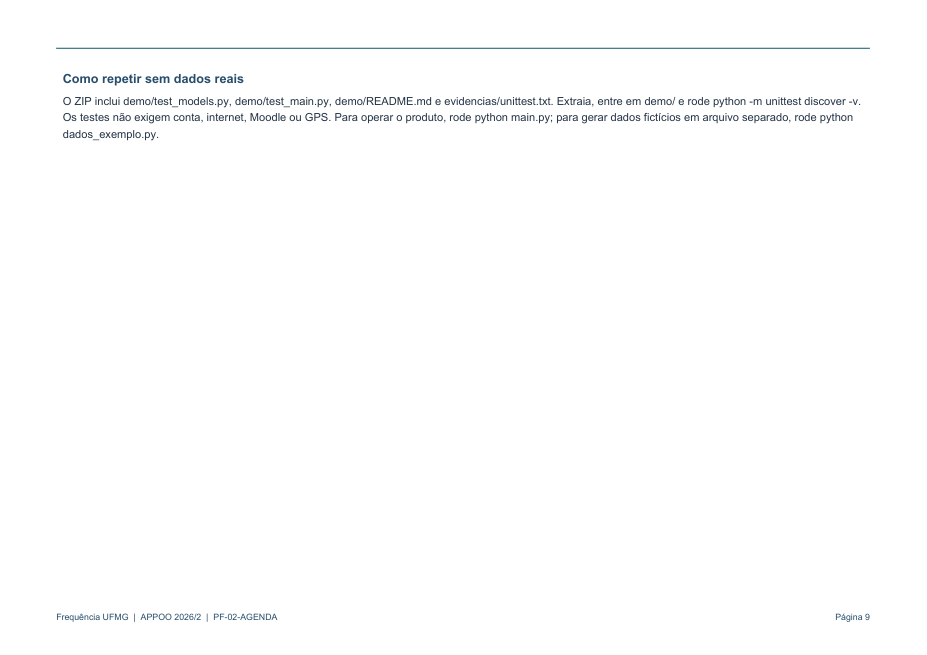 Como repetir sem dados reais
O ZIP inclui demo/test_models.py, demo/test_main.py, demo/README.md e evidencias/unittest.txt. Extraia, entre em demo/ e rode python -m unittest discover -v.
Os testes não exigem conta, internet, Moodle ou GPS. Para operar o produto, rode python main.py; para gerar dados fictícios em arquivo separado, rode python
dados_exemplo.py.
Frequência UFMG | APPOO 2026/2 | PF-02-AGENDA
Página 9